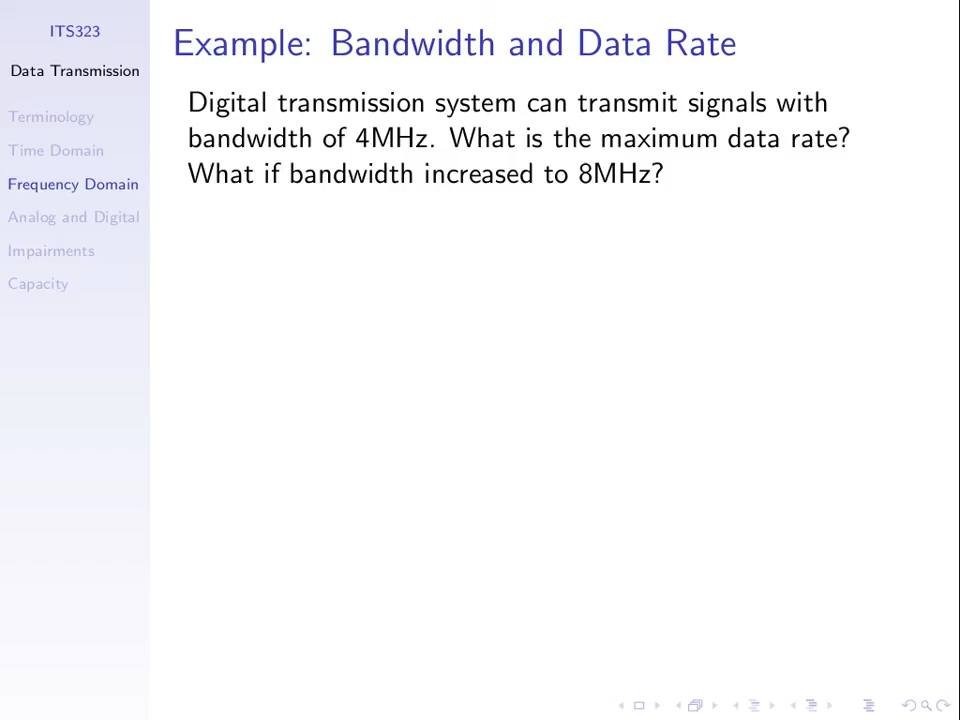 ITS323
Data Transmission
Terminology
Time Domain
Frequency Domain
Analog and Digital
Impairments
Capacity
Example: Bandwidth and Data Rate
Digital transmission system can transmit signals with
bandwidth of 4MHz. What is the maximum data rate?
What if bandwidth increased to 8MHz?